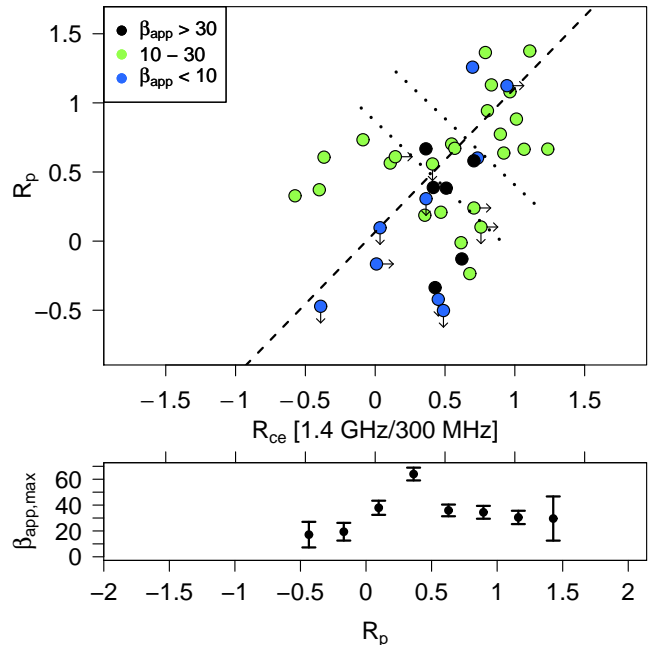 β_app > 30
10 − 30
β_app < 10
1.5
1
0.5
0
−0.5
R_p
−1.5 −1 −0.5 0 0.5 1 1.5
R_ce [1.4 GHz/300 MHz]
60
40
20
0
β_app,max
−2 −1.5 −1 −0.5 0 0.5 1 1.5 2
R_p